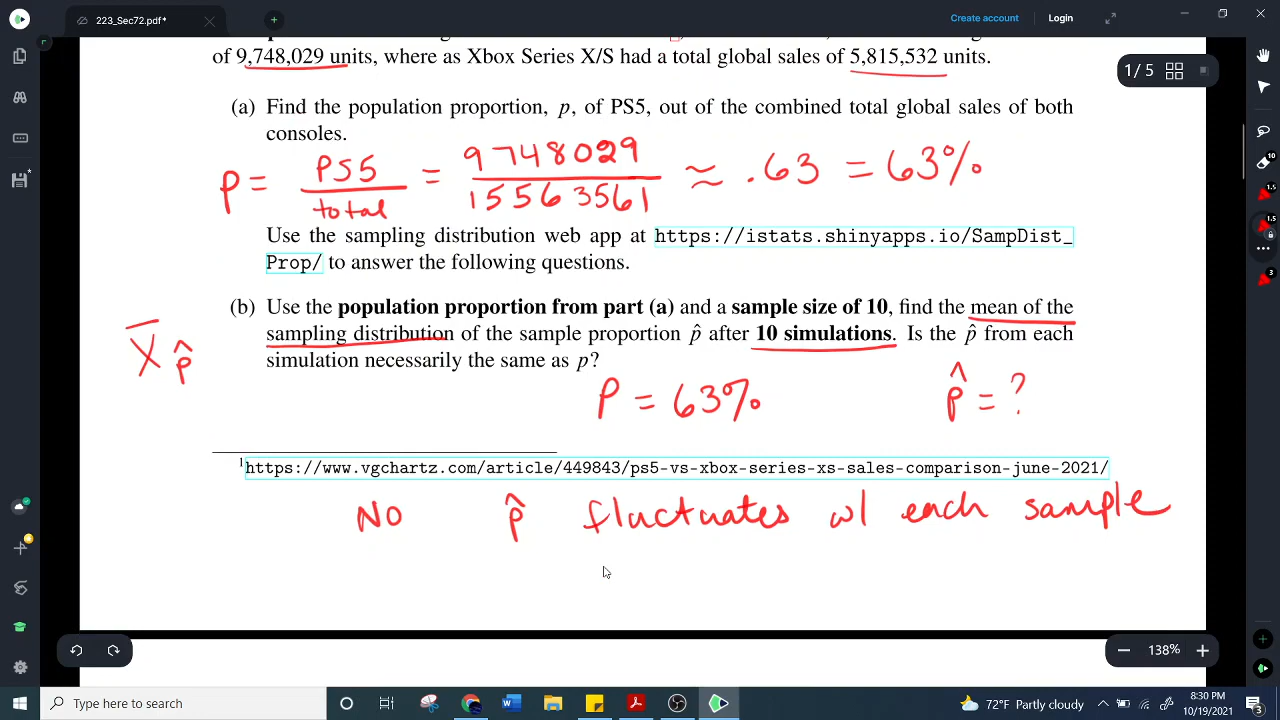 223_Sec72.pdf*
Create account
Login
of 9,748,029 units, where as Xbox Series X/S had a total global sales of 5,815,532 units.
1 / 5
(a) Find the population proportion, p, of PS5, out of the combined total global sales of both
consoles.
p = PS5/total = 9748029/15563561 ≈ .63 = 63%
Use the sampling distribution web app at https://istats.shinyapps.io/SampDist_
Prop/ to answer the following questions.
(b) Use the population proportion from part (a) and a sample size of 10, find the mean of the
sampling distribution of the sample proportion p̂ after 10 simulations. Is the p̂ from each
simulation necessarily the same as p?
X̄ p̂
P = 63% p̂ = ?
1 https://www.vgchartz.com/article/449843/ps5-vs-xbox-series-xs-sales-comparison-june-2021/
No p̂ fluctuates w/ each sample
138%
Type here to search
72°F Partly cloudy
8:30 PM
10/19/2021